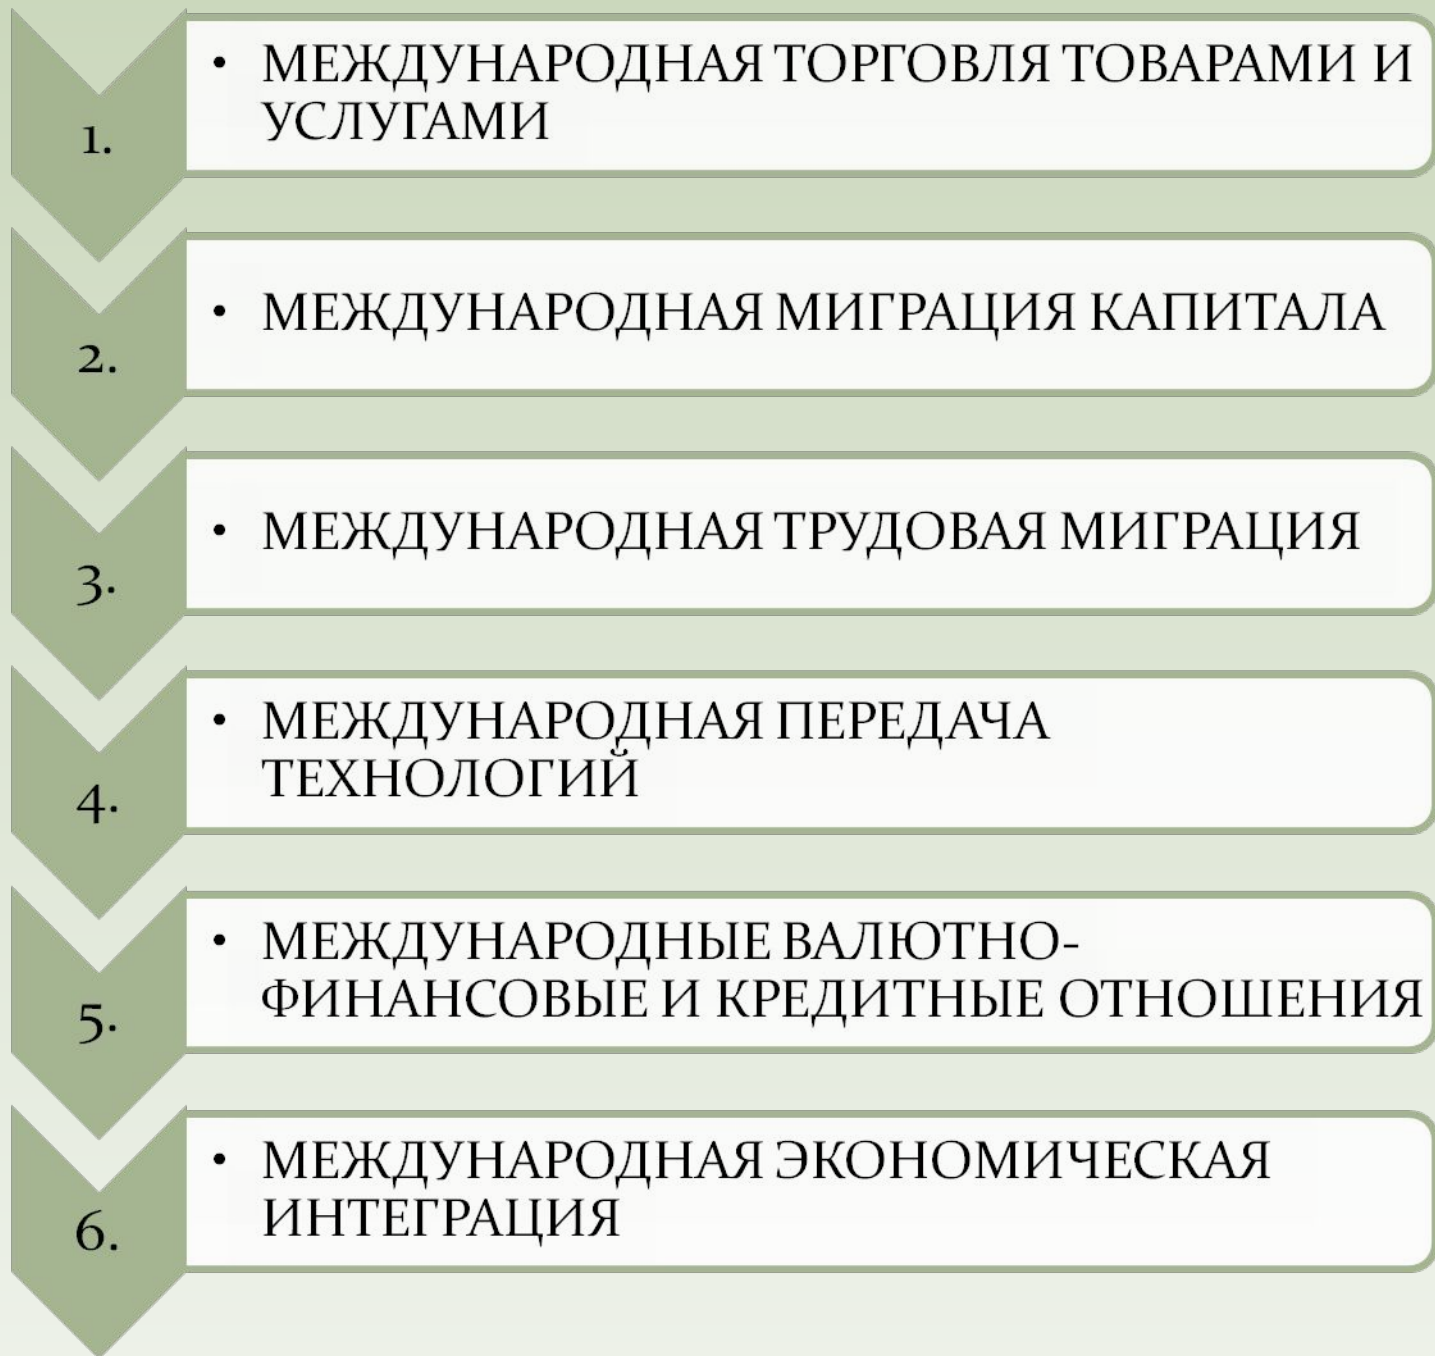 1.
• МЕЖДУНАРОДНАЯ ТОРГОВЛЯ ТОВАРАМИ И
УСЛУГАМИ
2.
• МЕЖДУНАРОДНАЯ МИГРАЦИЯ КАПИТАЛА
3.
• МЕЖДУНАРОДНАЯ ТРУДОВАЯ МИГРАЦИЯ
4.
• МЕЖДУНАРОДНАЯ ПЕРЕДАЧА
ТЕХНОЛОГИЙ
5.
• МЕЖДУНАРОДНЫЕ ВАЛЮТНО-
ФИНАНСОВЫЕ И КРЕДИТНЫЕ ОТНОШЕНИЯ
6.
• МЕЖДУНАРОДНАЯ ЭКОНОМИЧЕСКАЯ
ИНТЕГРАЦИЯ